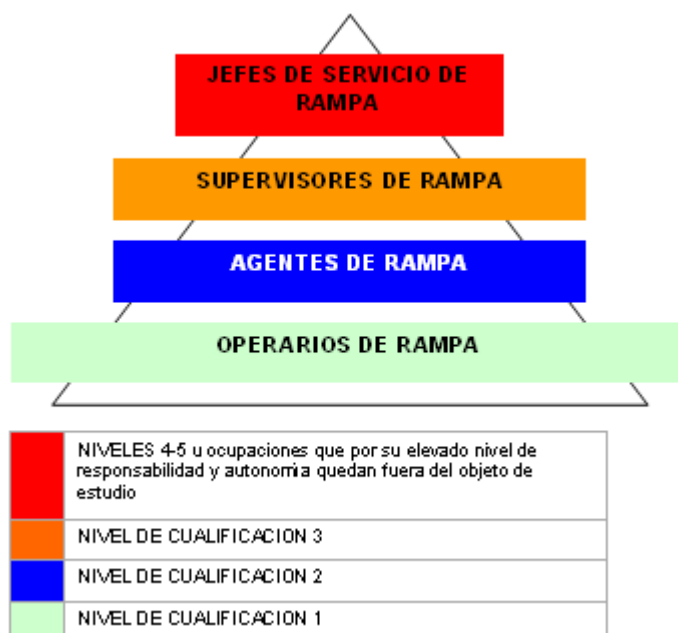 JEFES DE SERVICIO DE
RAMPA
SUPERVISORES DE RAMPA
AGENTES DE RAMPA
OPERARIOS DE RAMPA
NIVELES 4-5 u ocupaciones que por su elevado nivel de
responsabilidad y autonomia quedan fuera del objeto de
estudio
NIVEL DE CUALIFICACION 3
NIVEL DE CUALIFICACION 2
NIVEL DE CUALIFICACION 1